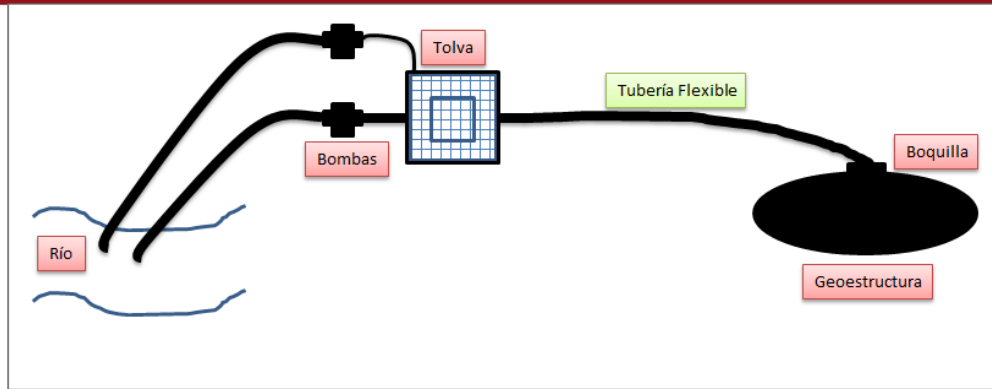 Tolva
Tubería Flexible
Bombas
Boquilla
Río
Geoestructura